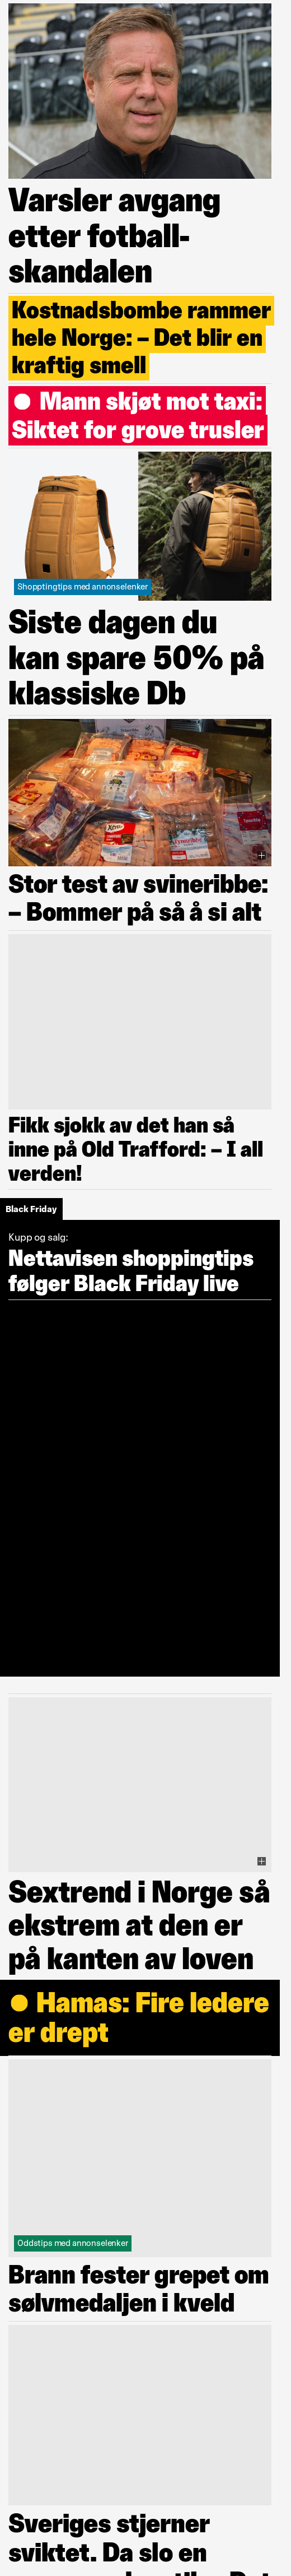 Varsler avgang
etter fotball-
skandalen
Kostnadsbombe rammer
hele Norge: – Det blir en
kraftig smell
● Mann skjøt mot taxi:
Siktet for grove trusler
Shopptingtips med annonselenker
Siste dagen du
kan spare 50% på
klassiske Db
Stor test av svineribbe:
– Bommer på så å si alt
Fikk sjokk av det han så
inne på Old Trafford: – I all
verden!
Black Friday
Kupp og salg:
Nettavisen shoppingtips
følger Black Friday live
Sextrend i Norge så
ekstrem at den er
på kanten av loven
● Hamas: Fire ledere
er drept
Oddstips med annonselenker
Brann fester grepet om
sølvmedaljen i kveld
Sveriges stjerner
sviktet. Da slo en